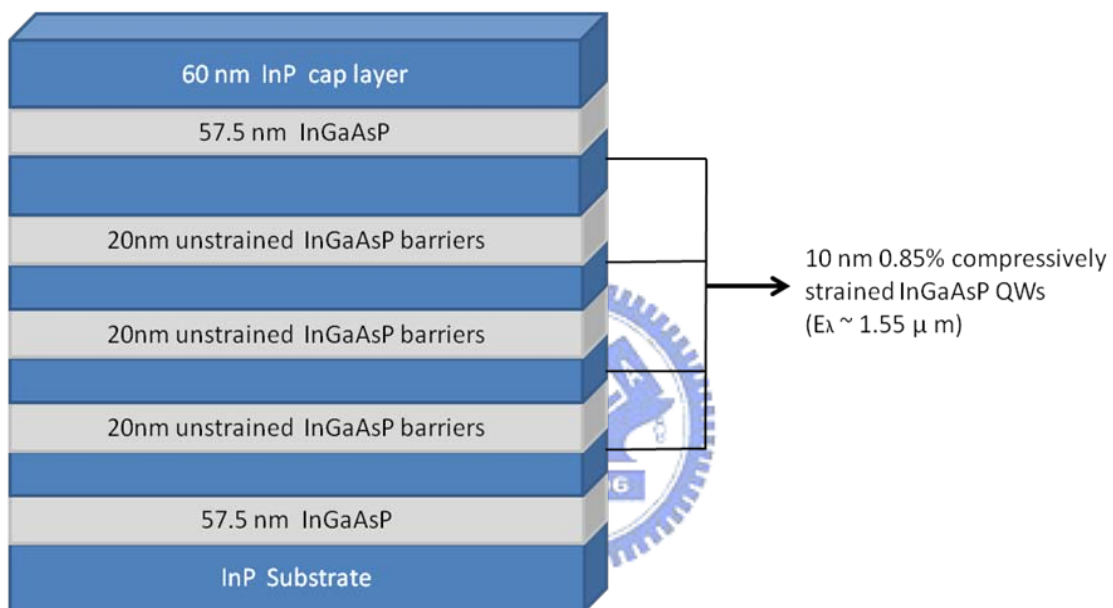 60 nm InP cap layer
57.5 nm InGaAsP
20nm unstrained InGaAsP barriers
20nm unstrained InGaAsP barriers
20nm unstrained InGaAsP barriers
57.5 nm InGaAsP
InP Substrate
10 nm 0.85% compressively
strained InGaAsP QWs
(Eλ ~ 1.55 μ m)